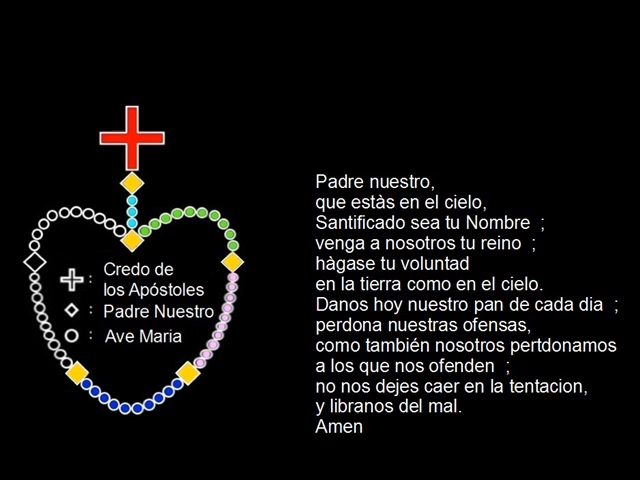 Credo de
los Apóstoles
Padre Nuestro
Ave Maria
Padre nuestro,
que estàs en el cielo,
Santificado sea tu Nombre  ;
venga a nosotros tu reino  ;
hàgase tu voluntad
en la tierra como en el cielo.
Danos hoy nuestro pan de cada dia  ;
perdona nuestras ofensas,
como también nosotros pertdonamos
a los que nos ofenden  ;
no nos dejes caer en la tentacion,
y libranos del mal.
Amen